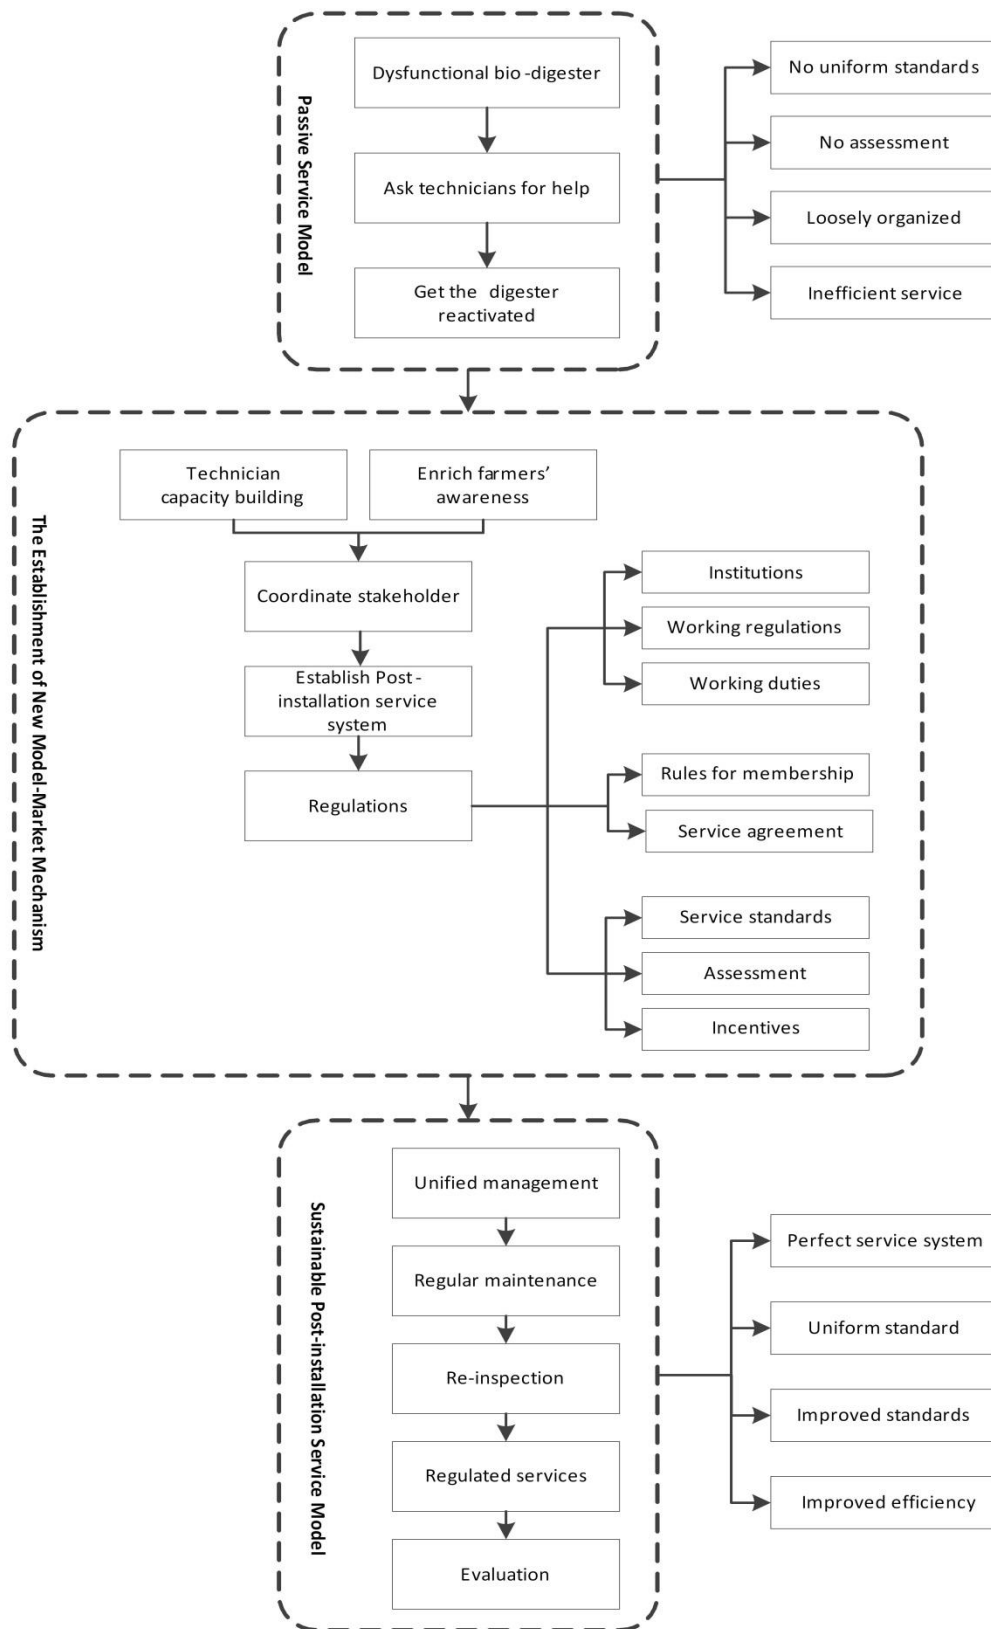 Passive Service Model
Dysfunctional bio-digester
Ask technicians for help
Get the digester
reactivated
No uniform standards
No assessment
Loosely organized
Inefficient service
The Establishment of New Model-Market Mechanism
Technician
capacity building
Enrich farmers’
awareness
Coordinate stakeholder
Establish Post-
installation service
system
Regulations
Institutions
Working regulations
Working duties
Rules for membership
Service agreement
Service standards
Assessment
Incentives
Sustainable Post-installation Service Model
Unified management
Regular maintenance
Re-inspection
Regulated services
Evaluation
Perfect service system
Uniform standard
Improved standards
Improved efficiency